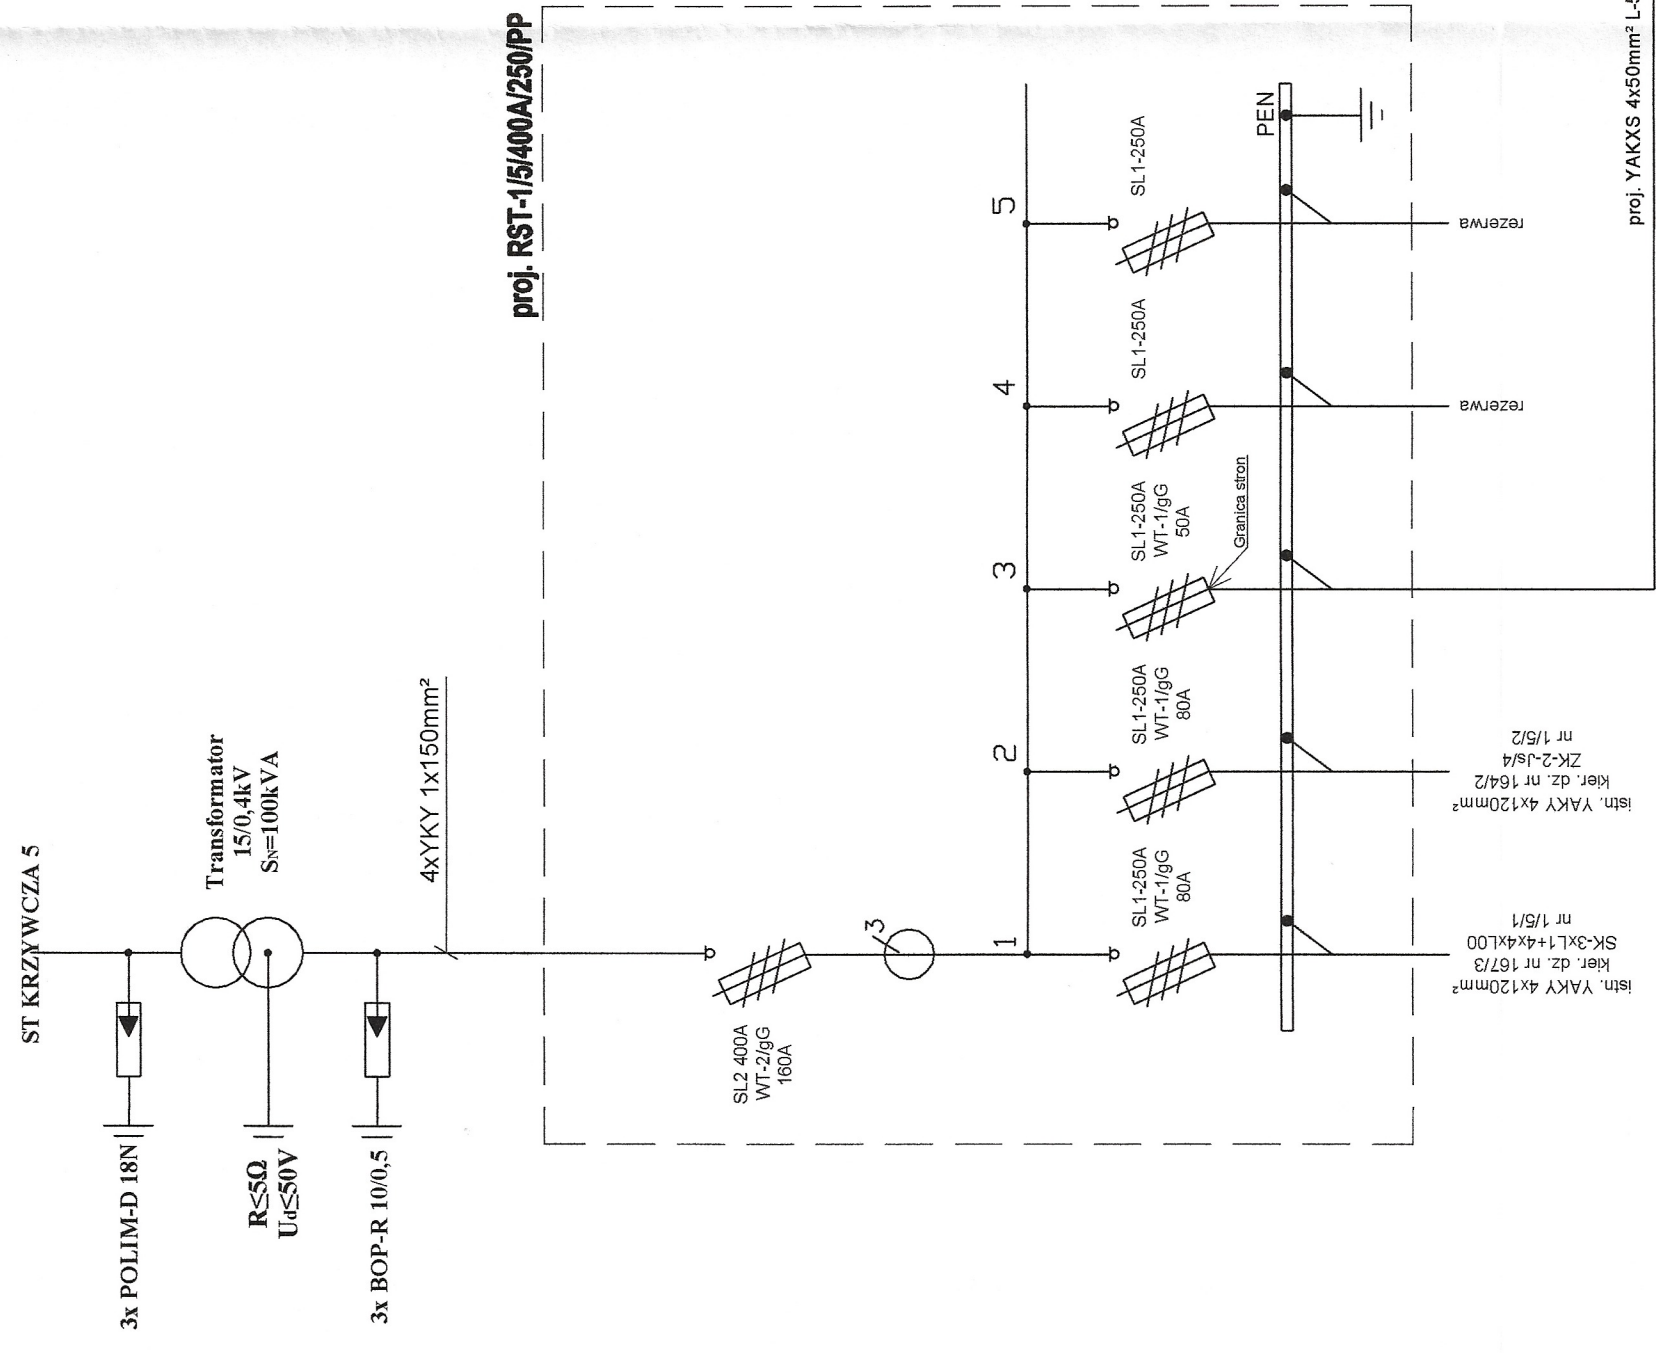 ST KRZYWCZA 5
Transformator
15/0,4kV
SN=100kVA
3x POLIM-D 18N
R≤5Ω
Ud≤50V
3x BOP-R 10/0,5
4xYKY 1x150mm²
proj. RST-1/5/400A/250/PP
SL2 400A
WT-2/gG
160A
3
1
2
3
4
5
SL1-250A
WT-1/gG
80A
SL1-250A
WT-1/gG
80A
SL1-250A
WT-1/gG
50A
SL1-250A
SL1-250A
Granica stron
PEN
istn. YAKY 4x120mm²
kier. dz. nr 167/3
SK-3xL1+4x4xL00
nr 1/5/1
istn. YAKY 4x120mm²
kier. dz. nr 164/2
ZK-2-Js/4
nr 1/5/2
rezerwa
rezerwa
proj. YAKXS 4x50mm²